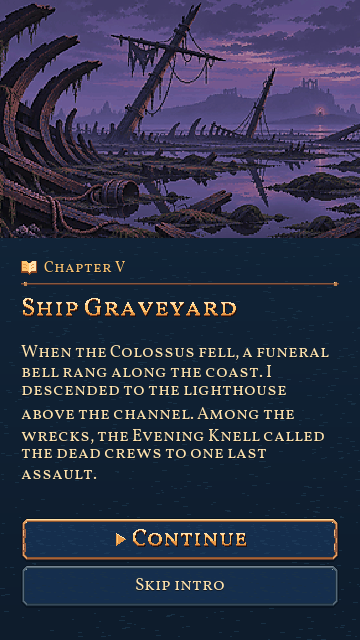 Chapter V
Ship Graveyard
When the Colossus fell, a funeral
bell rang along the coast. I
descended to the lighthouse
above the channel. Among the
wrecks, the Evening Knell called
the dead crews to one last
assault.
Continue
Skip intro